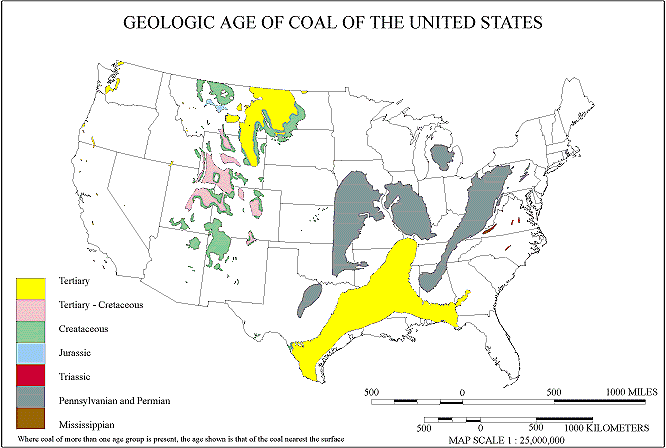 GEOLOGIC AGE OF COAL OF THE UNITED STATES
Tertiary
Tertiary - Cretaceous
Creataceous
Jurassic
Triassic
Pennsylvanian and Permian
Mississippian
500 0 500 1000 MILES
500 0 500 1000 KILOMETERS
MAP SCALE 1 : 25,000,000
Where coal of more than one age group is present, the age shown is that of the coal nearest the surface